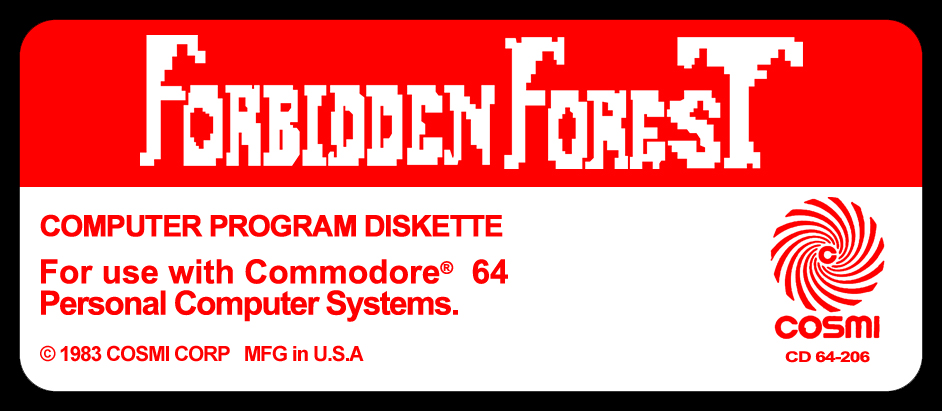 FORBIDDEN FOREST
COMPUTER PROGRAM DISKETTE
For use with Commodore® 64
Personal Computer Systems.
© 1983 COSMI CORP MFG in U.S.A
C
COSMI
CD 64-206